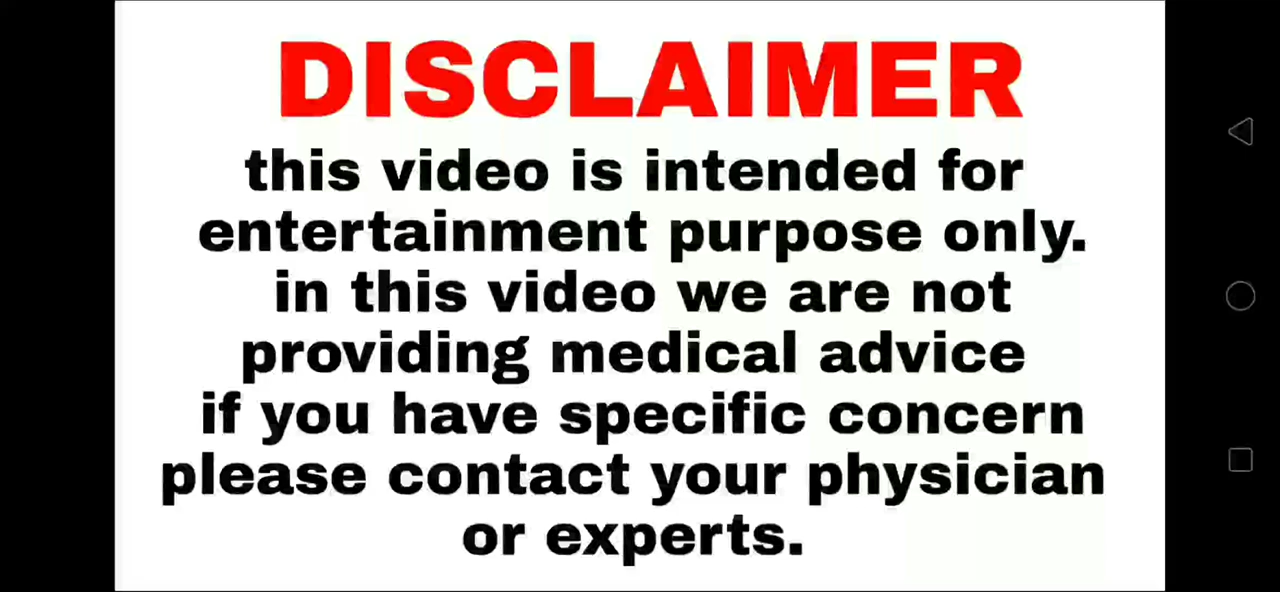 DISCLAIMER
this video is intended for
entertainment purpose only.
in this video we are not
providing medical advice
if you have specific concern
please contact your physician
or experts.